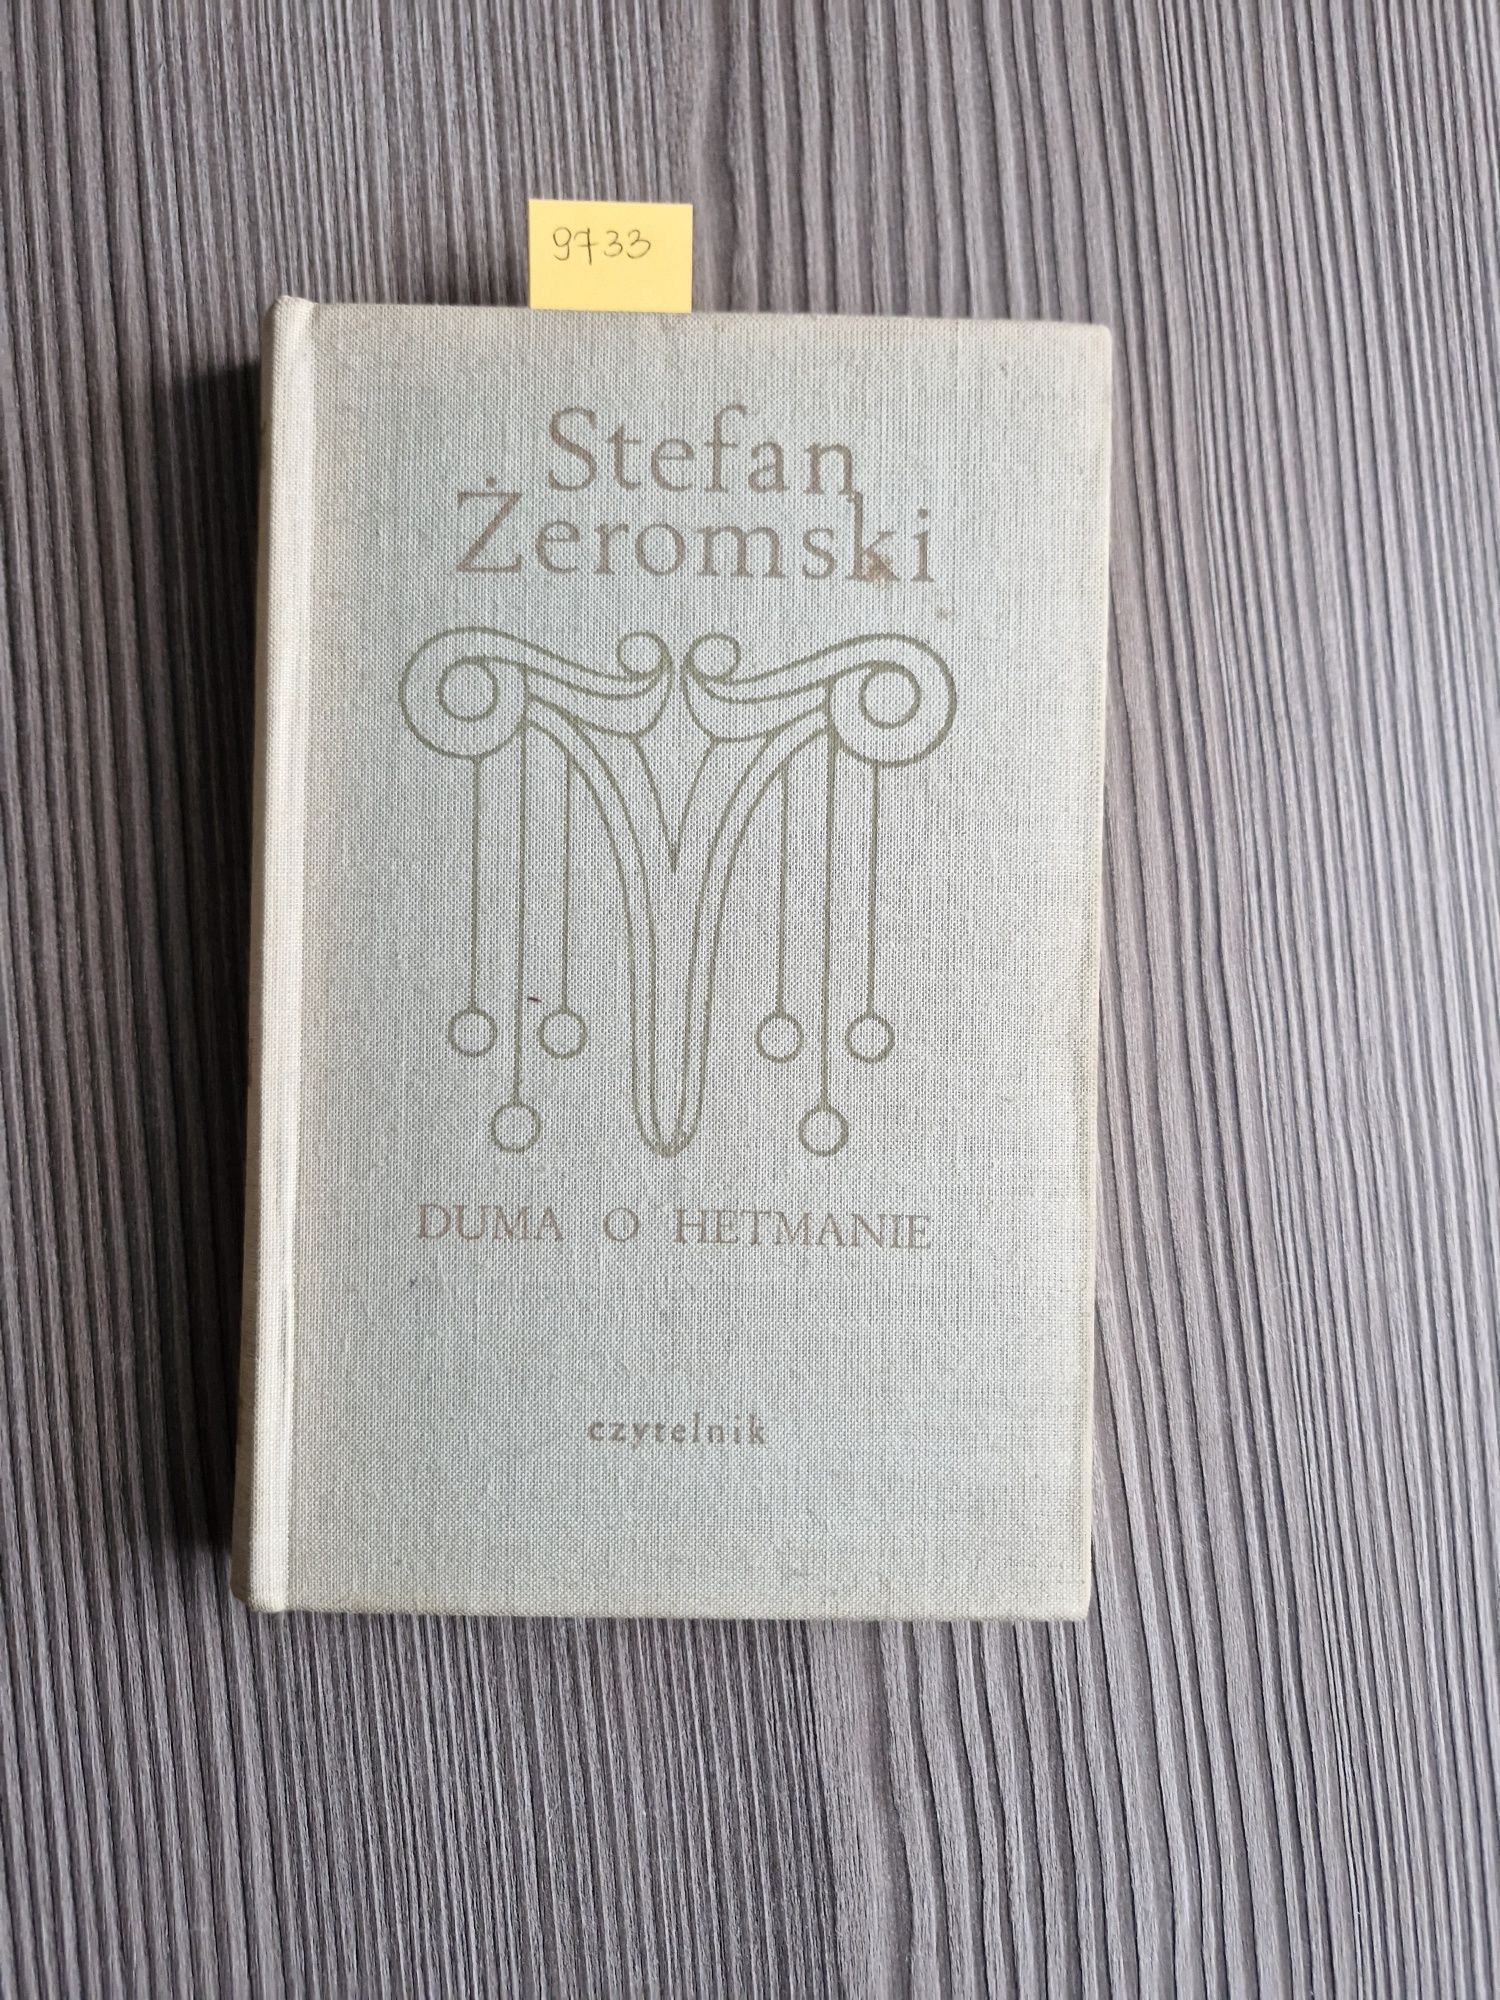 9733
Stefan
Żeromski
DUMA O HETMANIE
czytelnik